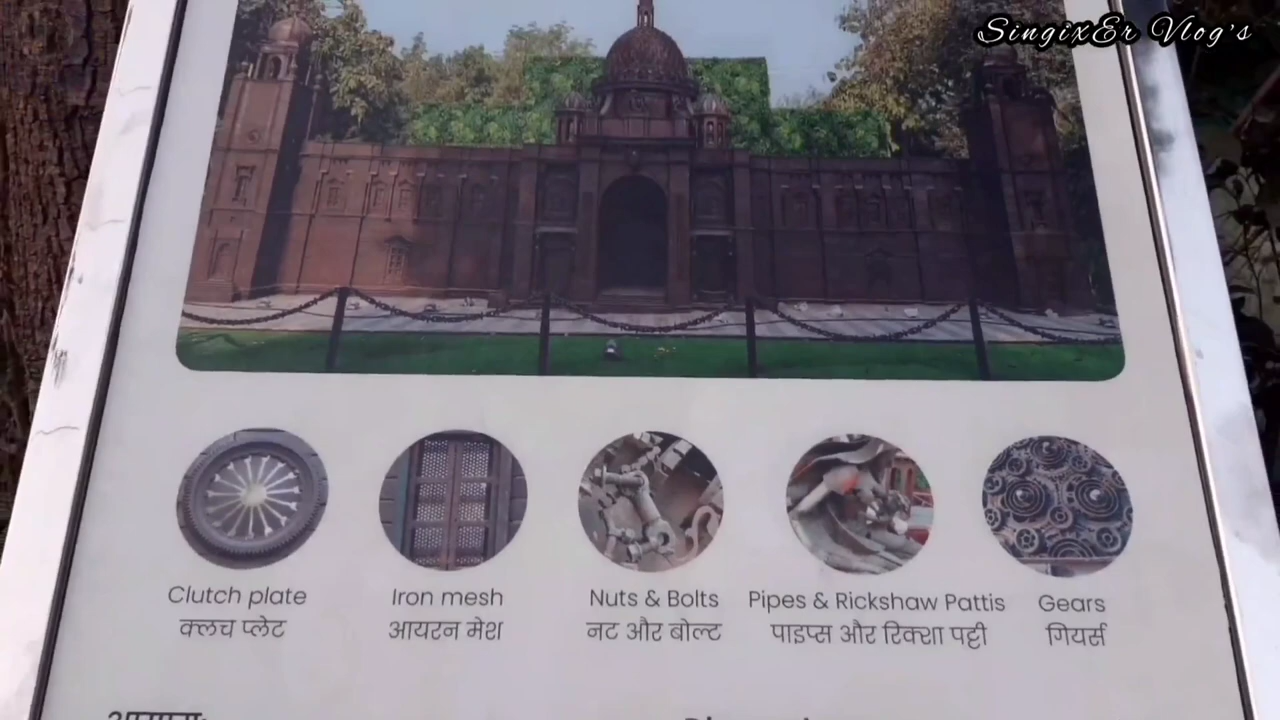 SingixEr Vlog's
Clutch plate
क्लच प्लेट
Iron mesh
आयरन मेश
Nuts & Bolts
नट और बोल्ट
Pipes & Rickshaw Pattis
पाइप्स और रिक्शा पट्टी
Gears
गियर्स